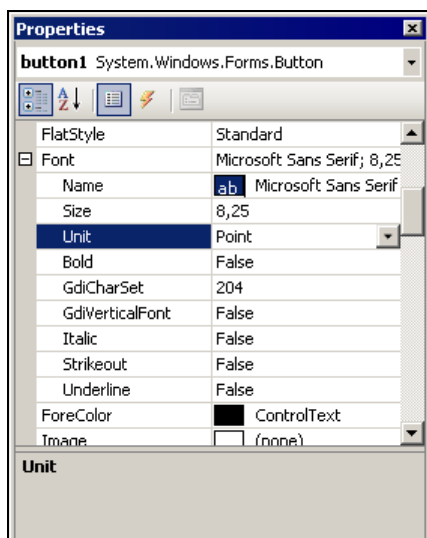 Properties
button1 System.Windows.Forms.Button
FlatStyle Standard
Font Microsoft Sans Serif; 8,25
Name ab Microsoft Sans Serif
Size 8,25
Unit Point
Bold False
GdiCharSet 204
GdiVerticalFont False
Italic False
Strikeout False
Underline False
ForeColor ControlText
Image (none)
Unit